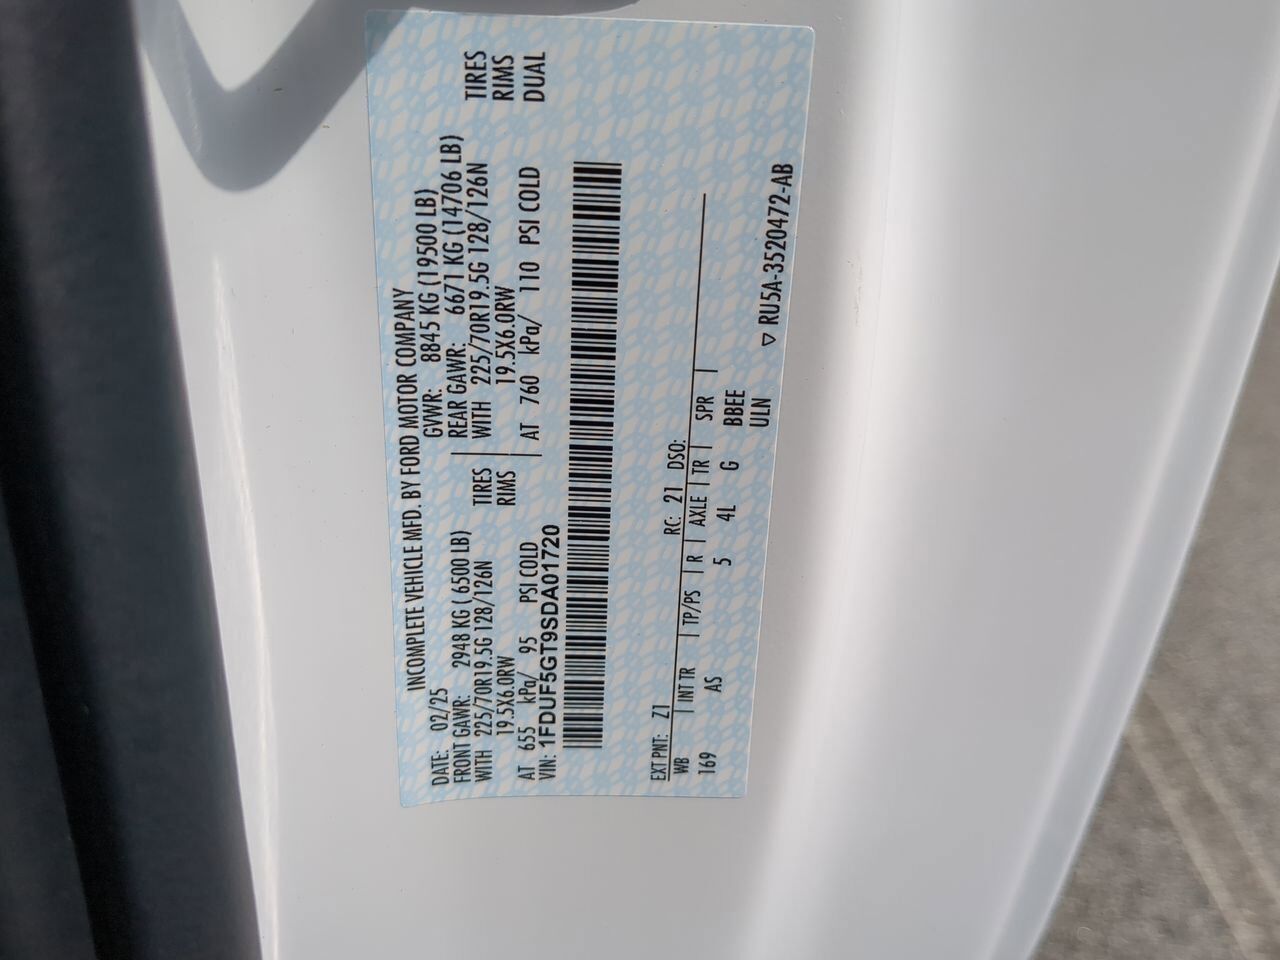 INCOMPLETE VEHICLE MFD. BY FORD MOTOR COMPANY
DATE: 02/25 GVWR: 8845 KG (19500 LB)
FRONT GAWR: 2948 KG ( 6500 LB) REAR GAWR: 6671 KG (14706 LB)
WITH 225/70R19.5G 128/126N TIRES WITH 225/70R19.5G 128/126N TIRES
19.5X6.0RW RIMS 19.5X6.0RW RIMS
AT 655 kPa/ 95 PSI COLD AT 760 kPa/ 110 PSI COLD DUAL
VIN: 1FDUF5GT9SDA01720
EXT PNT: Z1 RC: 21 DSO:
WB INT TR TP/PS R AXLE TR SPR
169 AS 5 4L G BBEE
ULN
▽ RU5A-3520472-AB